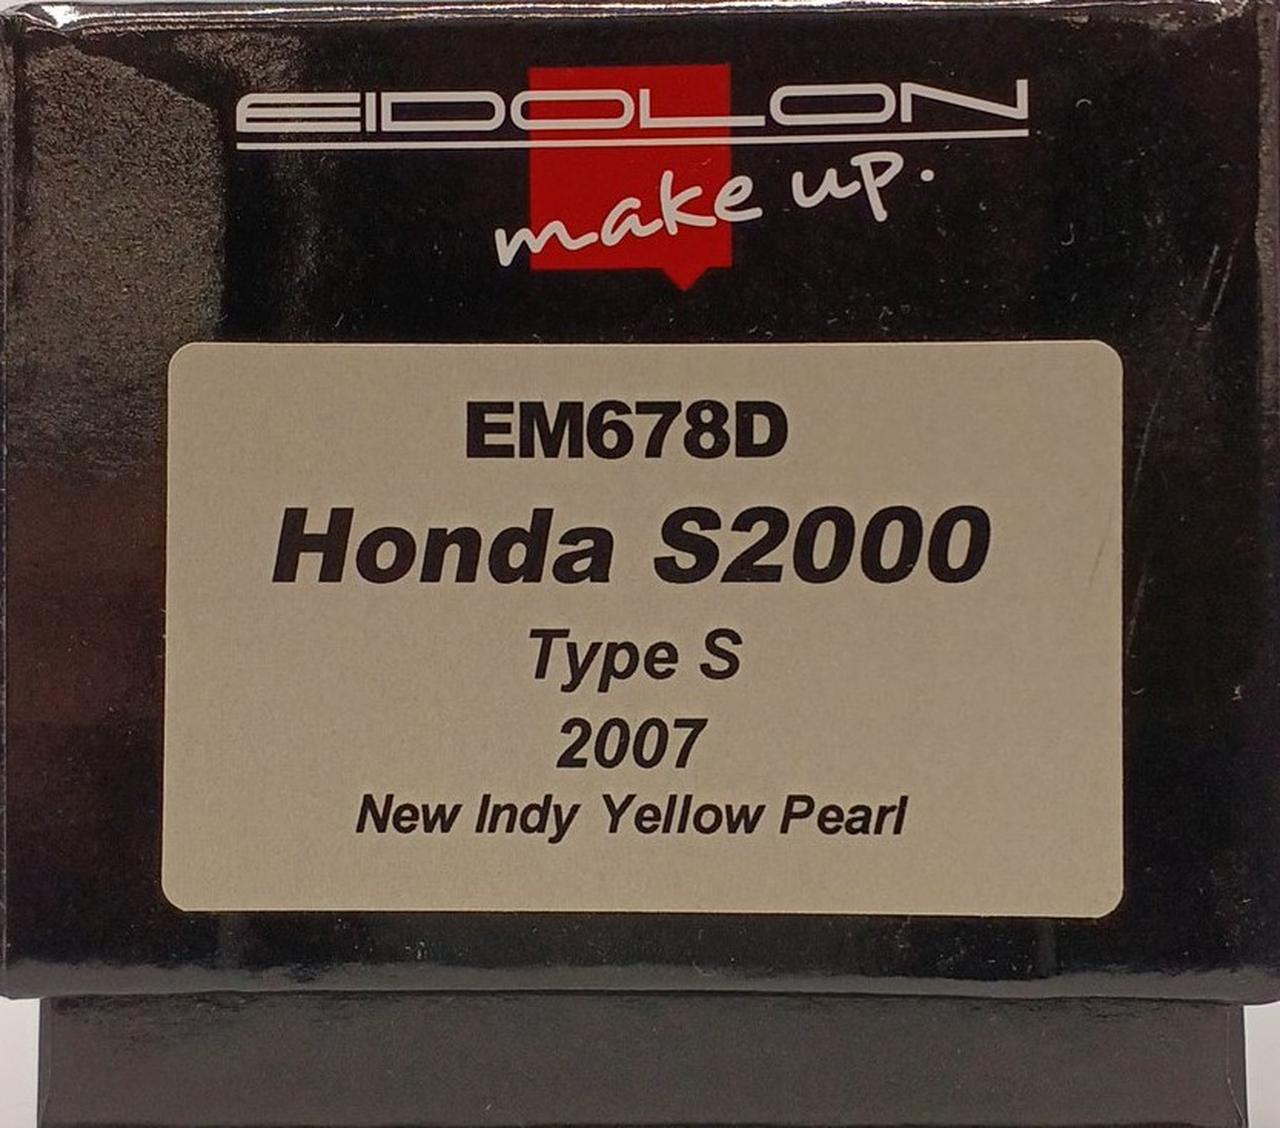 EIDOLON
make up.
EM678D
Honda S2000
Type S
2007
New Indy Yellow Pearl